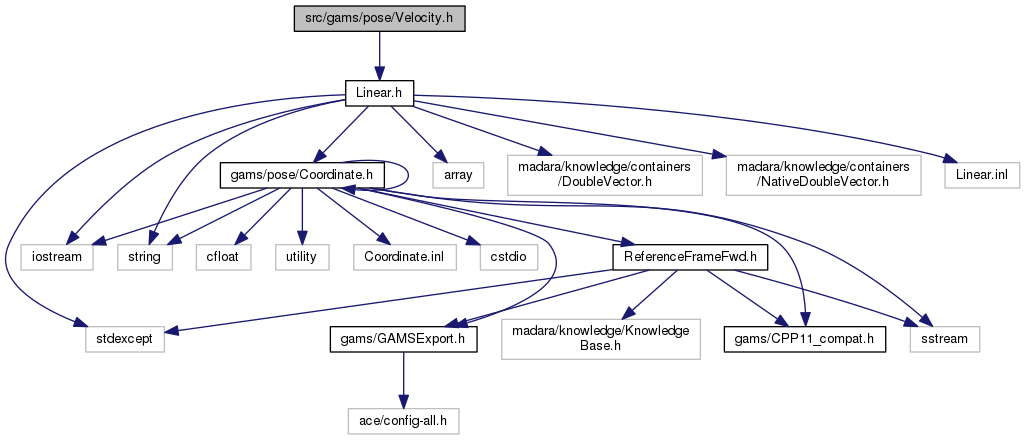 src/gams/pose/Velocity.h
Linear.h
gams/pose/Coordinate.h
array
madara/knowledge/containers
/DoubleVector.h
madara/knowledge/containers
/NativeDoubleVector.h
Linear.inl
iostream
string
cfloat
utility
Coordinate.inl
cstdio
ReferenceFrameFwd.h
stdexcept
gams/GAMSExport.h
madara/knowledge/Knowledge
Base.h
gams/CPP11_compat.h
sstream
ace/config-all.h